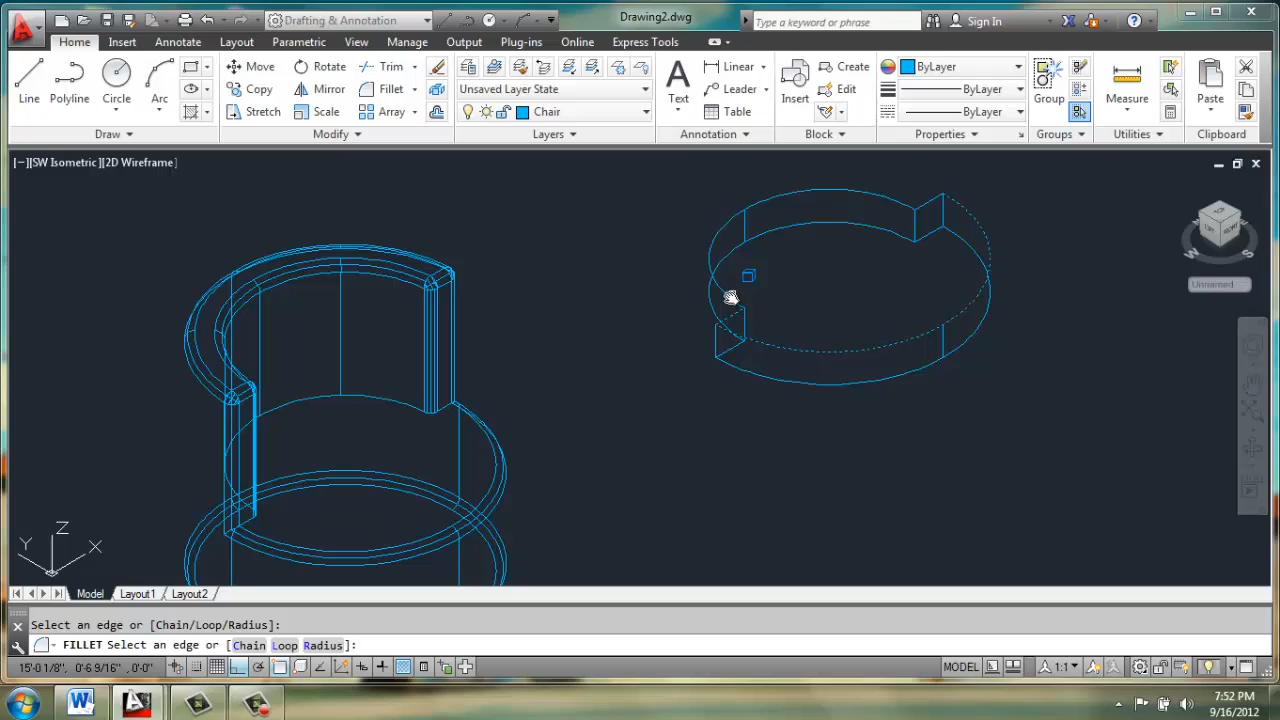 Drafting & Annotation
Drawing2.dwg
Type a keyword or phrase
Sign In
Home Insert Annotate Layout Parametric View Manage Output Plug-ins Online Express Tools
Line Polyline Circle Arc
Move Rotate Trim
Copy Mirror Fillet
Stretch Scale Array
Unsaved Layer State
Chair
Text
Linear
Leader
Table
Insert
Create
Edit
ByLayer
ByLayer
ByLayer
Group
Measure
Paste
Draw Modify Layers Annotation Block Properties Groups Utilities Clipboard
[−][SW Isometric][2D Wireframe]
TOP
LEFT FRONT
W S
Unnamed
Z
Y X
Model Layout1 Layout2
Select an edge or [Chain/Loop/Radius]:
FILLET Select an edge or [Chain Loop Radius]:
15'-0 1/8", 0'-6 9/16", 0'-0"
MODEL
1:1
7:52 PM
9/16/2012